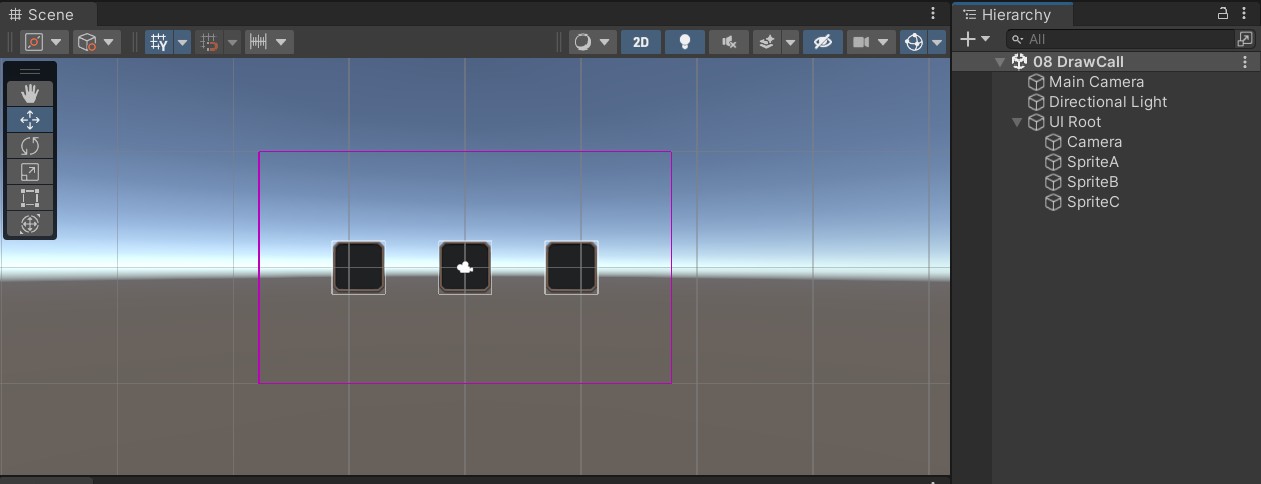 Scene
2D
Hierarchy
All
08 DrawCall
Main Camera
Directional Light
UI Root
Camera
SpriteA
SpriteB
SpriteC